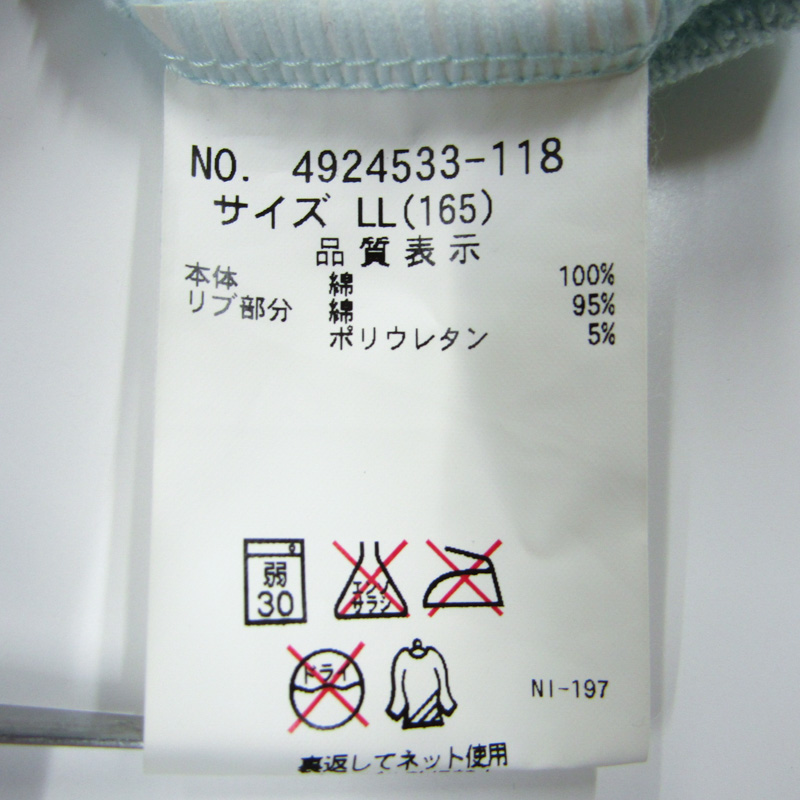 NO. 4924533-118
サイズ LL(165)
品質表示
本体 綿 100%
リブ部分 綿 95%
ポリウレタン 5%
弱
30
エンソ
サラシ
ドライ
NI-197
裏返してネット使用